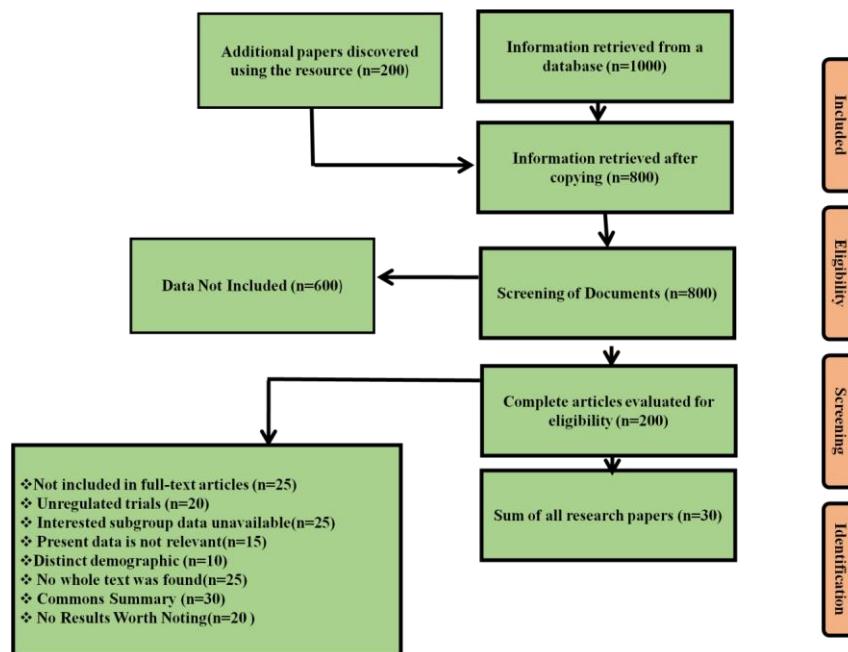 Additional papers discovered
using the resource (n=200)
Information retrieved from a
database (n=1000)
Information retrieved after
copying (n=800)
Data Not Included (n=600)
Screening of Documents (n=800)
Complete articles evaluated for
eligibility (n=200)
❖Not included in full-text articles (n=25)
❖ Unregulated trials (n=20)
❖ Interested subgroup data unavailable(n=25)
❖ Present data is not relevant(n=15)
❖Distinct demographic (n=10)
❖ No whole text was found(n=25)
❖ Commons Summary (n=30)
❖ No Results Worth Noting(n=20 )
Sum of all research papers (n=30)
Included
Eligibility
Screening
Identification